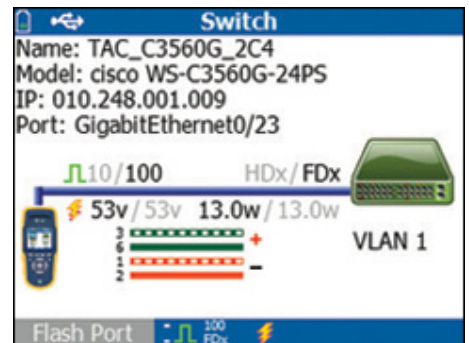 Switch
Name: TAC_C3560G_2C4
Model: cisco WS-C3560G-24PS
IP: 010.248.001.009
Port: GigabitEthernet0/23
10/100 HDx/FDx
53v/53v 13.0w/13.0w
3
6
+
1
2
-
VLAN 1
Flash Port
100
FDx